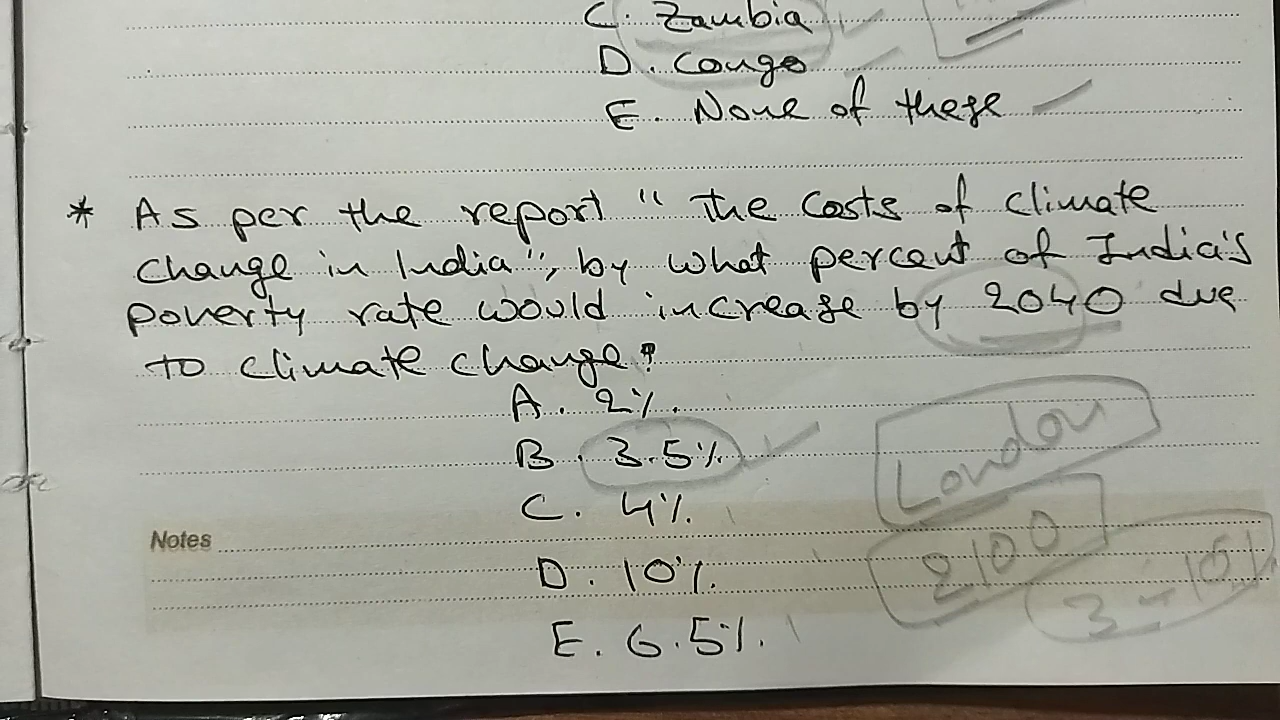 C. Zambia
D. Congo
E. None of these
* As per the report " the Costs of climate
change in India", by what percent of India's
poverty rate would increase by 2040 due
to climate change?
A. 2%.
B. 3.5%
C. 4%.
London
Notes
2100
D. 10%.
3 - 10%
E. 6.5%.